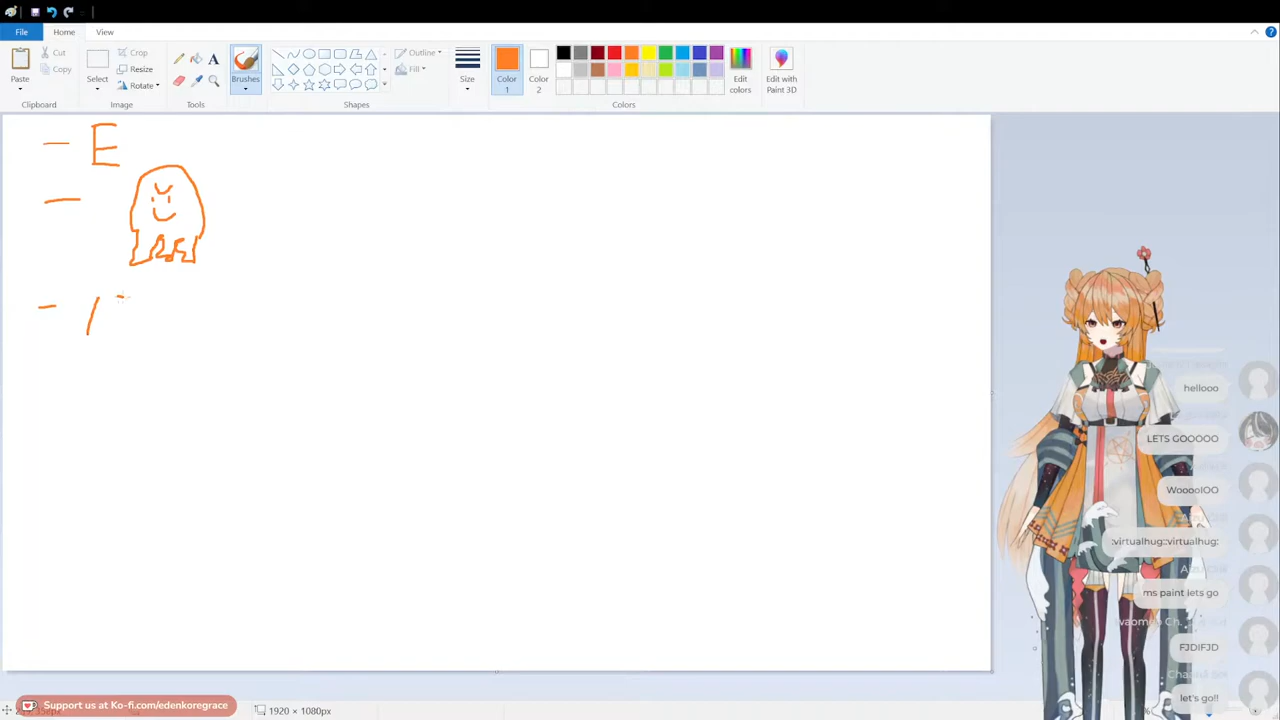 File
Home
View
Paste
Cut
Copy
Clipboard
Select
Crop
Resize
Rotate
Image
A
Tools
Brushes
Outline
Fill
Shapes
Size
Color 1
Color 2
Edit colors
Colors
Edit with Paint 3D
- E
-
- /
hellooo
LETS GOOOOO
WoooolOO
:virtualhug::virtualhug:
ms paint lets go
FJDIFJD
let's go!!
Support us at Ko-fi.com/edenkoregrace
1920 × 1080px